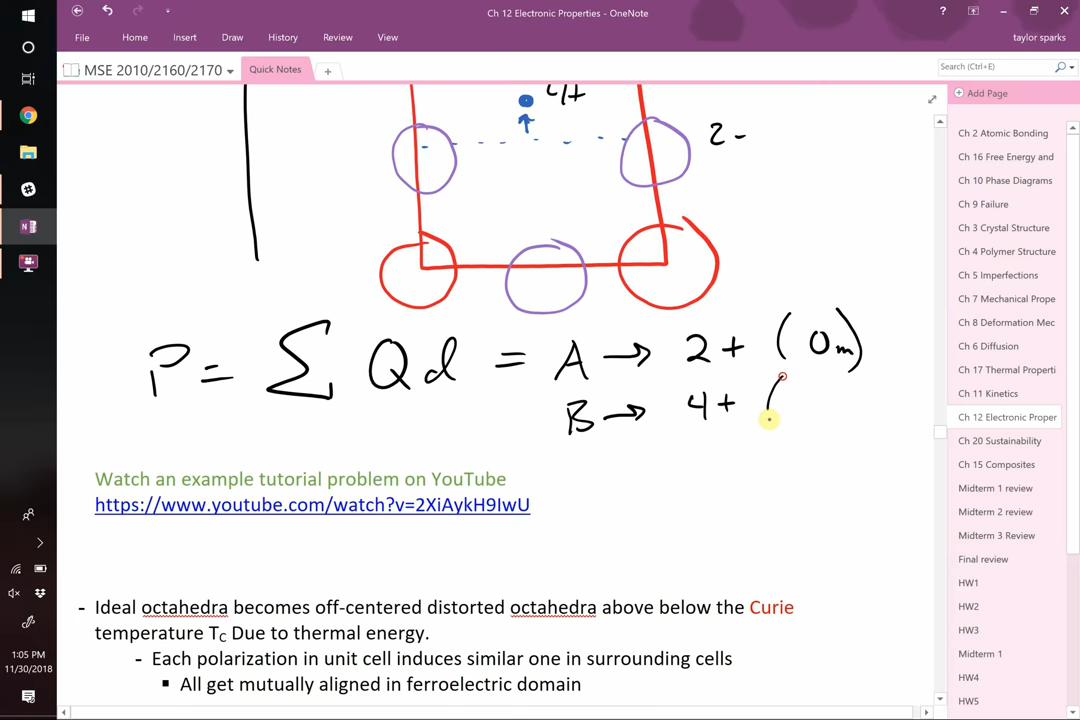 Ch 12 Electronic Properties - OneNote
?
taylor sparks
File Home Insert Draw History Review View
MSE 2010/2160/2170
Quick Notes
+
Search (Ctrl+E)
Add Page
Ch 2 Atomic Bonding
Ch 16 Free Energy and
Ch 10 Phase Diagrams
Ch 9 Failure
Ch 3 Crystal Structure
Ch 4 Polymer Structure
Ch 5 Imperfections
Ch 7 Mechanical Prope
Ch 8 Deformation Mec
Ch 6 Diffusion
Ch 17 Thermal Properti
Ch 11 Kinetics
Ch 12 Electronic Proper
Ch 20 Sustainability
Ch 15 Composites
Midterm 1 review
Midterm 2 review
Midterm 3 Review
Final review
HW1
HW2
HW3
Midterm 1
HW4
HW5
4+
2-
P = Σ Qd = A → 2+ (0m)
B → 4+ (
Watch an example tutorial problem on YouTube
https://www.youtube.com/watch?v=2XiAykH9IwU
- Ideal octahedra becomes off-centered distorted octahedra above below the Curie
temperature TC Due to thermal energy.
- Each polarization in unit cell induces similar one in surrounding cells
▪ All get mutually aligned in ferroelectric domain
1:05 PM
11/30/2018